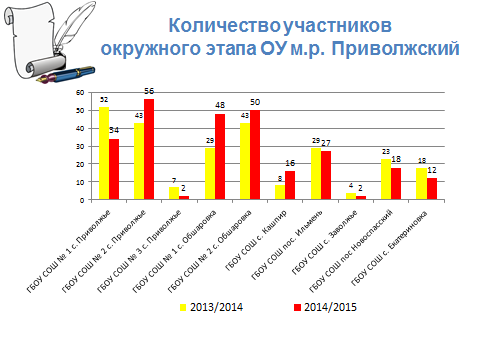 Количество участников
окружного этапа ОУ м.р. Приволжский
60
50
40
30
20
10
0
52
34
43
56
7
2
29
48
43
50
8
16
29
27
4
2
23
18
18
12
ГБОУ СОШ № 1 с. Приволжье
ГБОУ СОШ № 2 с. Приволжье
ГБОУ СОШ № 3 с. Приволжье
ГБОУ СОШ № 1 с. Обшаровка
ГБОУ СОШ № 2 с. Обшаровка
ГБОУ СОШ с. Кашпир
ГБОУ СОШ пос. Ильмень
ГБОУ СОШ с. Заволжье
ГБОУ СОШ пос Новоспасский
ГБОУ СОШ с. Екатериновка
2013/2014
2014/2015